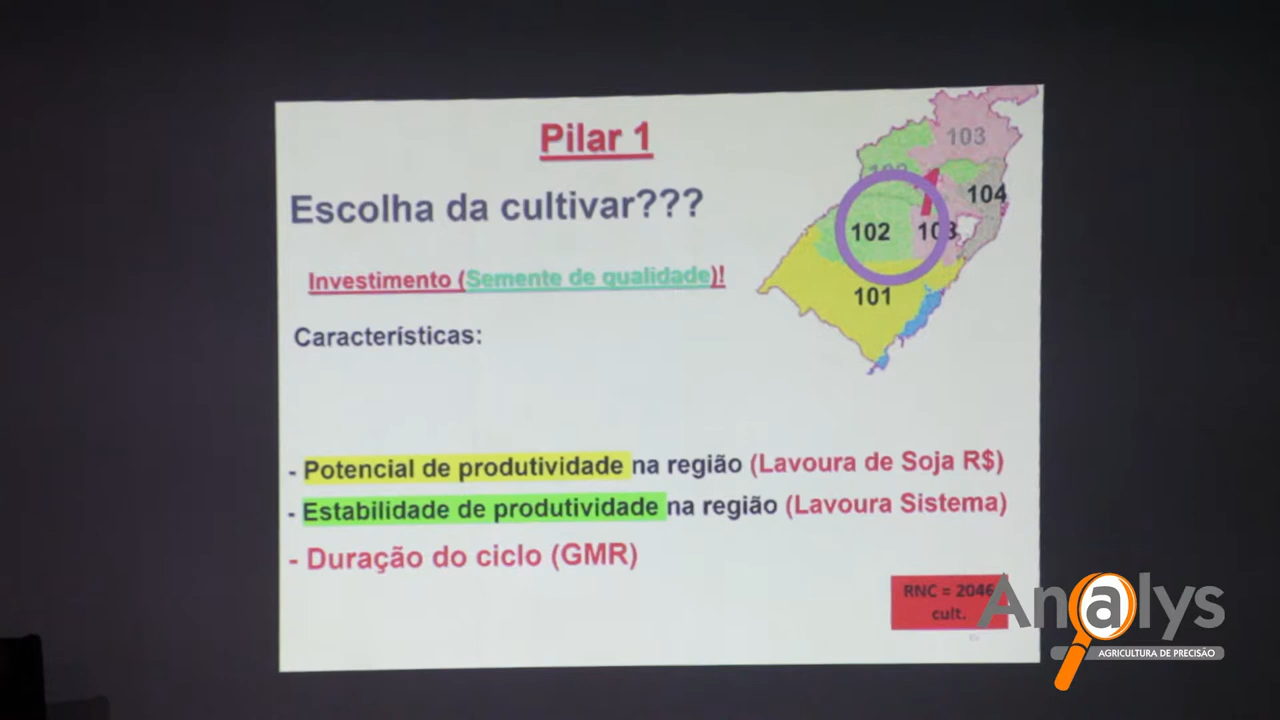 Pilar 1
Escolha da cultivar???
Investimento (Semente de qualidade)!
Características:
- Potencial de produtividade na região (Lavoura de Soja R$)
- Estabilidade de produtividade na região (Lavoura Sistema)
- Duração do ciclo (GMR)
103
102
104
102
103
101
RNC = 2046
cult.
Analys
AGRICULTURA DE PRECISÃO